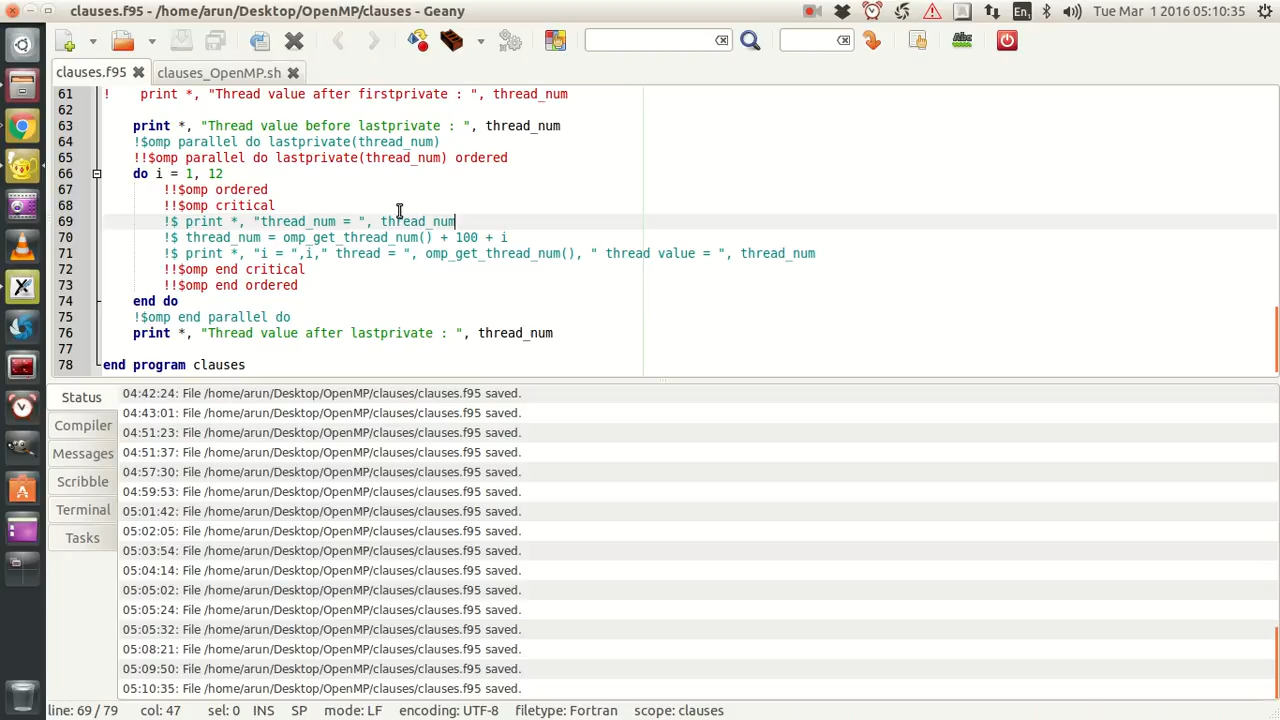 clauses.f95 - /home/arun/Desktop/OpenMP/clauses - Geany
En1
Tue Mar 1 2016 05:10:35
clauses.f95
clauses_OpenMP.sh
61 !    print *, "Thread value after firstprivate : ", thread_num
62
63     print *, "Thread value before lastprivate : ", thread_num
64     !$omp parallel do lastprivate(thread_num)
65     !!$omp parallel do lastprivate(thread_num) ordered
66     do i = 1, 12
67         !!$omp ordered
68         !!$omp critical
69         !$ print *, "thread_num = ", thread_num
70         !$ thread_num = omp_get_thread_num() + 100 + i
71         !$ print *, "i = ",i," thread = ", omp_get_thread_num(), " thread value = ", thread_num
72         !!$omp end critical
73         !!$omp end ordered
74     end do
75     !$omp end parallel do
76     print *, "Thread value after lastprivate : ", thread_num
77
78 end program clauses
Status
Compiler
Messages
Scribble
Terminal
Tasks
04:42:24: File /home/arun/Desktop/OpenMP/clauses/clauses.f95 saved.
04:43:01: File /home/arun/Desktop/OpenMP/clauses/clauses.f95 saved.
04:51:23: File /home/arun/Desktop/OpenMP/clauses/clauses.f95 saved.
04:51:37: File /home/arun/Desktop/OpenMP/clauses/clauses.f95 saved.
04:57:30: File /home/arun/Desktop/OpenMP/clauses/clauses.f95 saved.
04:59:53: File /home/arun/Desktop/OpenMP/clauses/clauses.f95 saved.
05:01:42: File /home/arun/Desktop/OpenMP/clauses/clauses.f95 saved.
05:02:05: File /home/arun/Desktop/OpenMP/clauses/clauses.f95 saved.
05:03:54: File /home/arun/Desktop/OpenMP/clauses/clauses.f95 saved.
05:04:14: File /home/arun/Desktop/OpenMP/clauses/clauses.f95 saved.
05:05:02: File /home/arun/Desktop/OpenMP/clauses/clauses.f95 saved.
05:05:24: File /home/arun/Desktop/OpenMP/clauses/clauses.f95 saved.
05:05:32: File /home/arun/Desktop/OpenMP/clauses/clauses.f95 saved.
05:08:21: File /home/arun/Desktop/OpenMP/clauses/clauses.f95 saved.
05:09:50: File /home/arun/Desktop/OpenMP/clauses/clauses.f95 saved.
05:10:35: File /home/arun/Desktop/OpenMP/clauses/clauses.f95 saved.
line: 69 / 79 col: 47 sel: 0 INS SP mode: LF encoding: UTF-8 filetype: Fortran scope: clauses